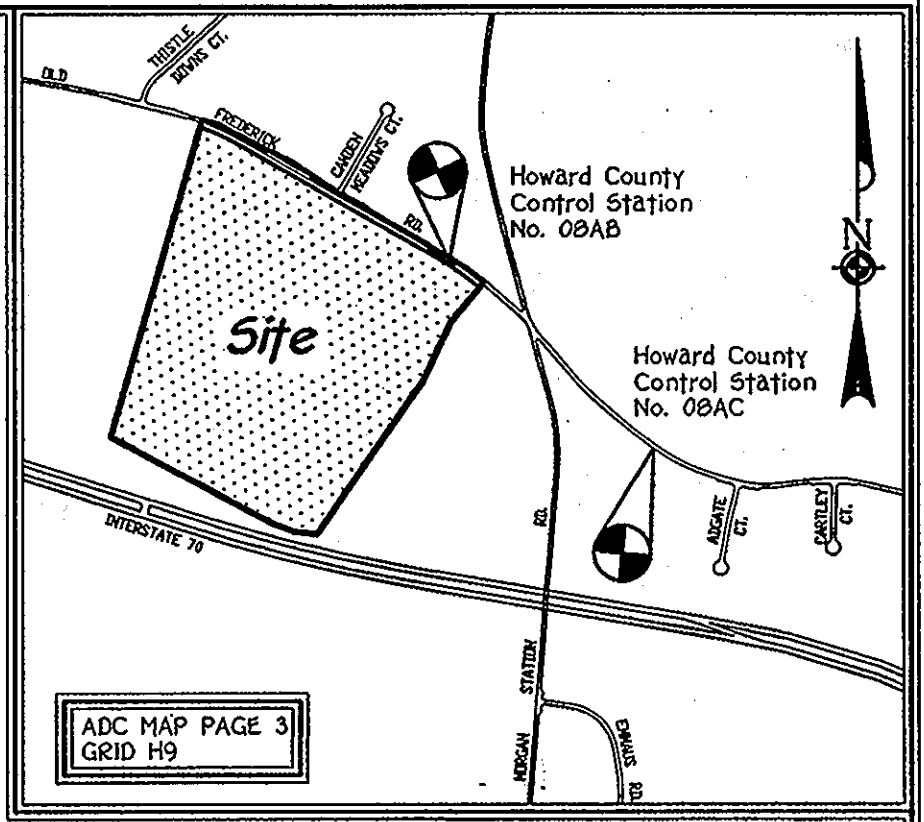 THISTLE
DOWNS CT.
OLD
FREDERICK
RD.
CAMDEN
MEADOWS CT.
Howard County
Control Station
No. 08AB
N
Site
Howard County
Control Station
No. 08AC
INTERSTATE 70
RD.
STATION
MORGAN
ADGATE
CT.
CARTLEY
CT.
EMMAUS RD.
ADC MAP PAGE 3
GRID H9